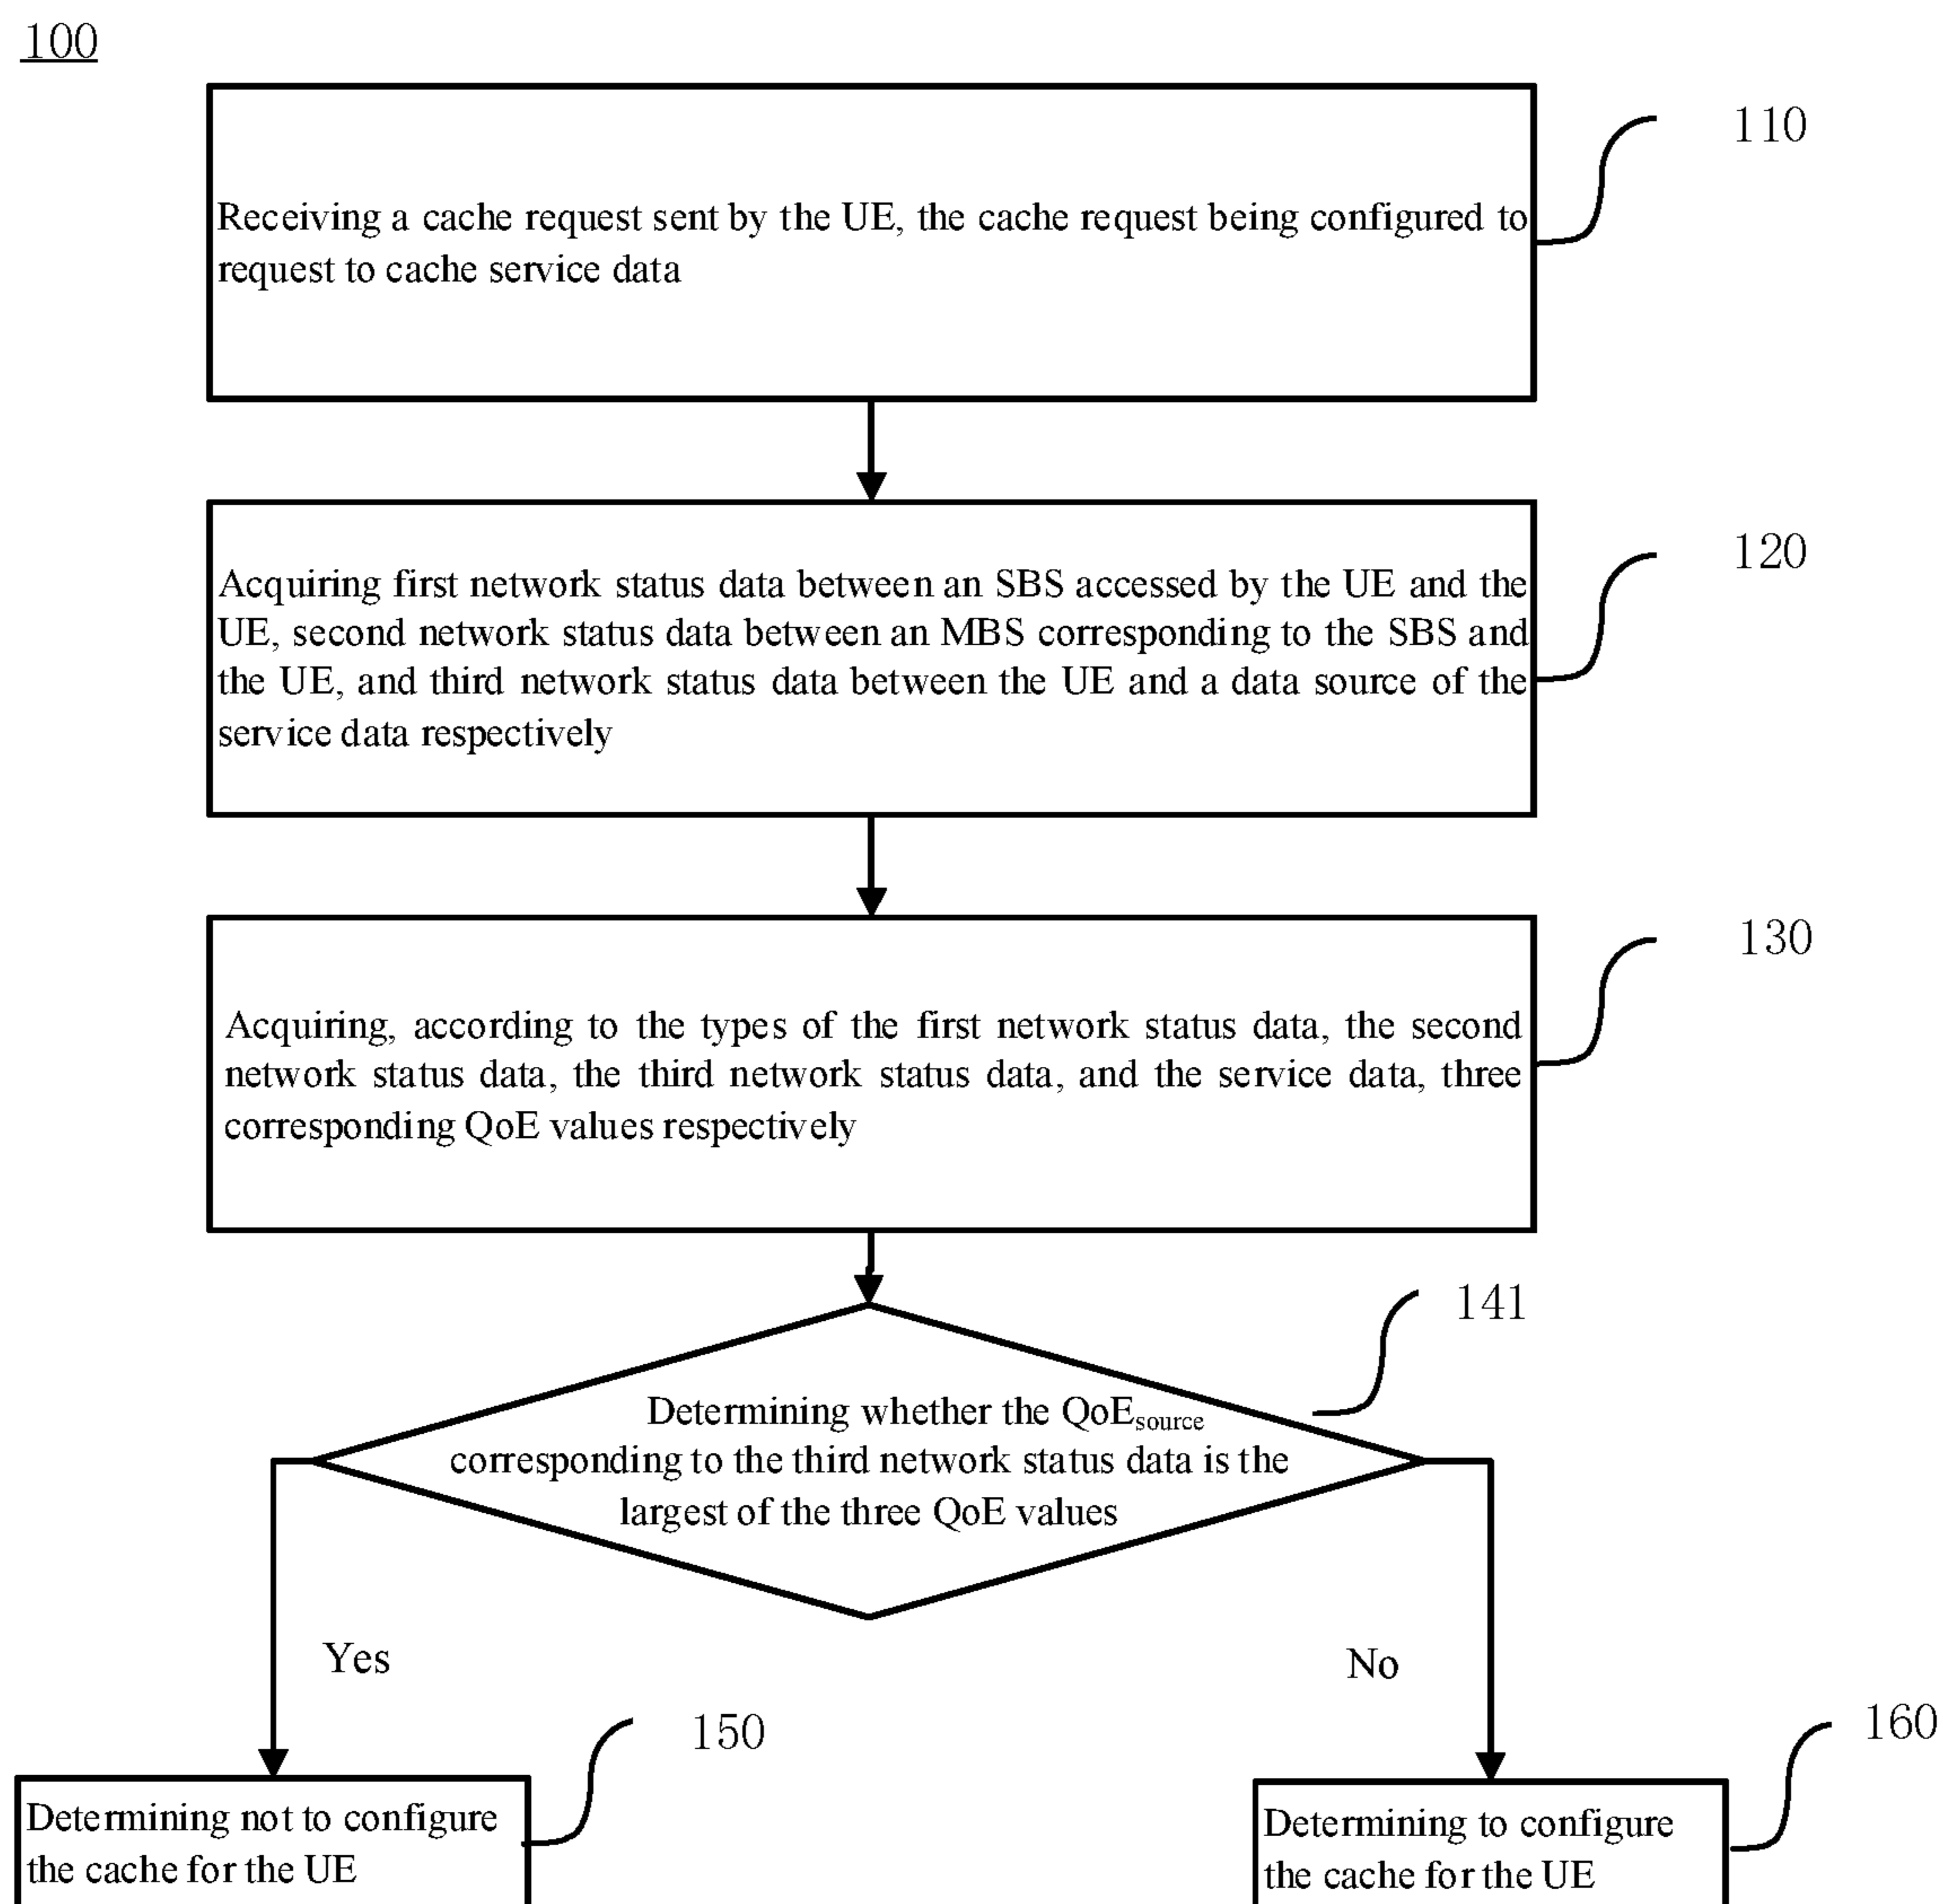 100
110
Receiving a cache request sent by the UE, the cache request being configured to
request to cache service data
120
Acquiring first network status data between an SBS accessed by the UE and the
UE, second network status data between an MBS corresponding to the SBS and
the UE, and third network status data between the UE and a data source of the
service data respectively
130
Acquiring, according to the types of the first network status data, the second
network status data, the third network status data, and the service data, three
corresponding QoE values respectively
141
Determining whether the QoEsource
corresponding to the third network status data is the
largest of the three QoE values
Yes
No
150
160
Determining not to configure
the cache for the UE
Determining to configure
the cache for the UE